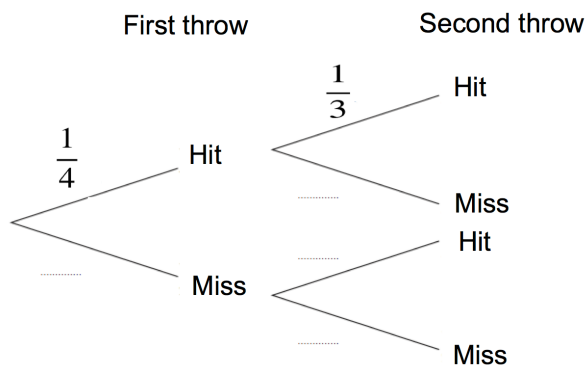 First throw
Second throw
1/3
Hit
1/4
Hit
Miss
Hit
Miss
Miss